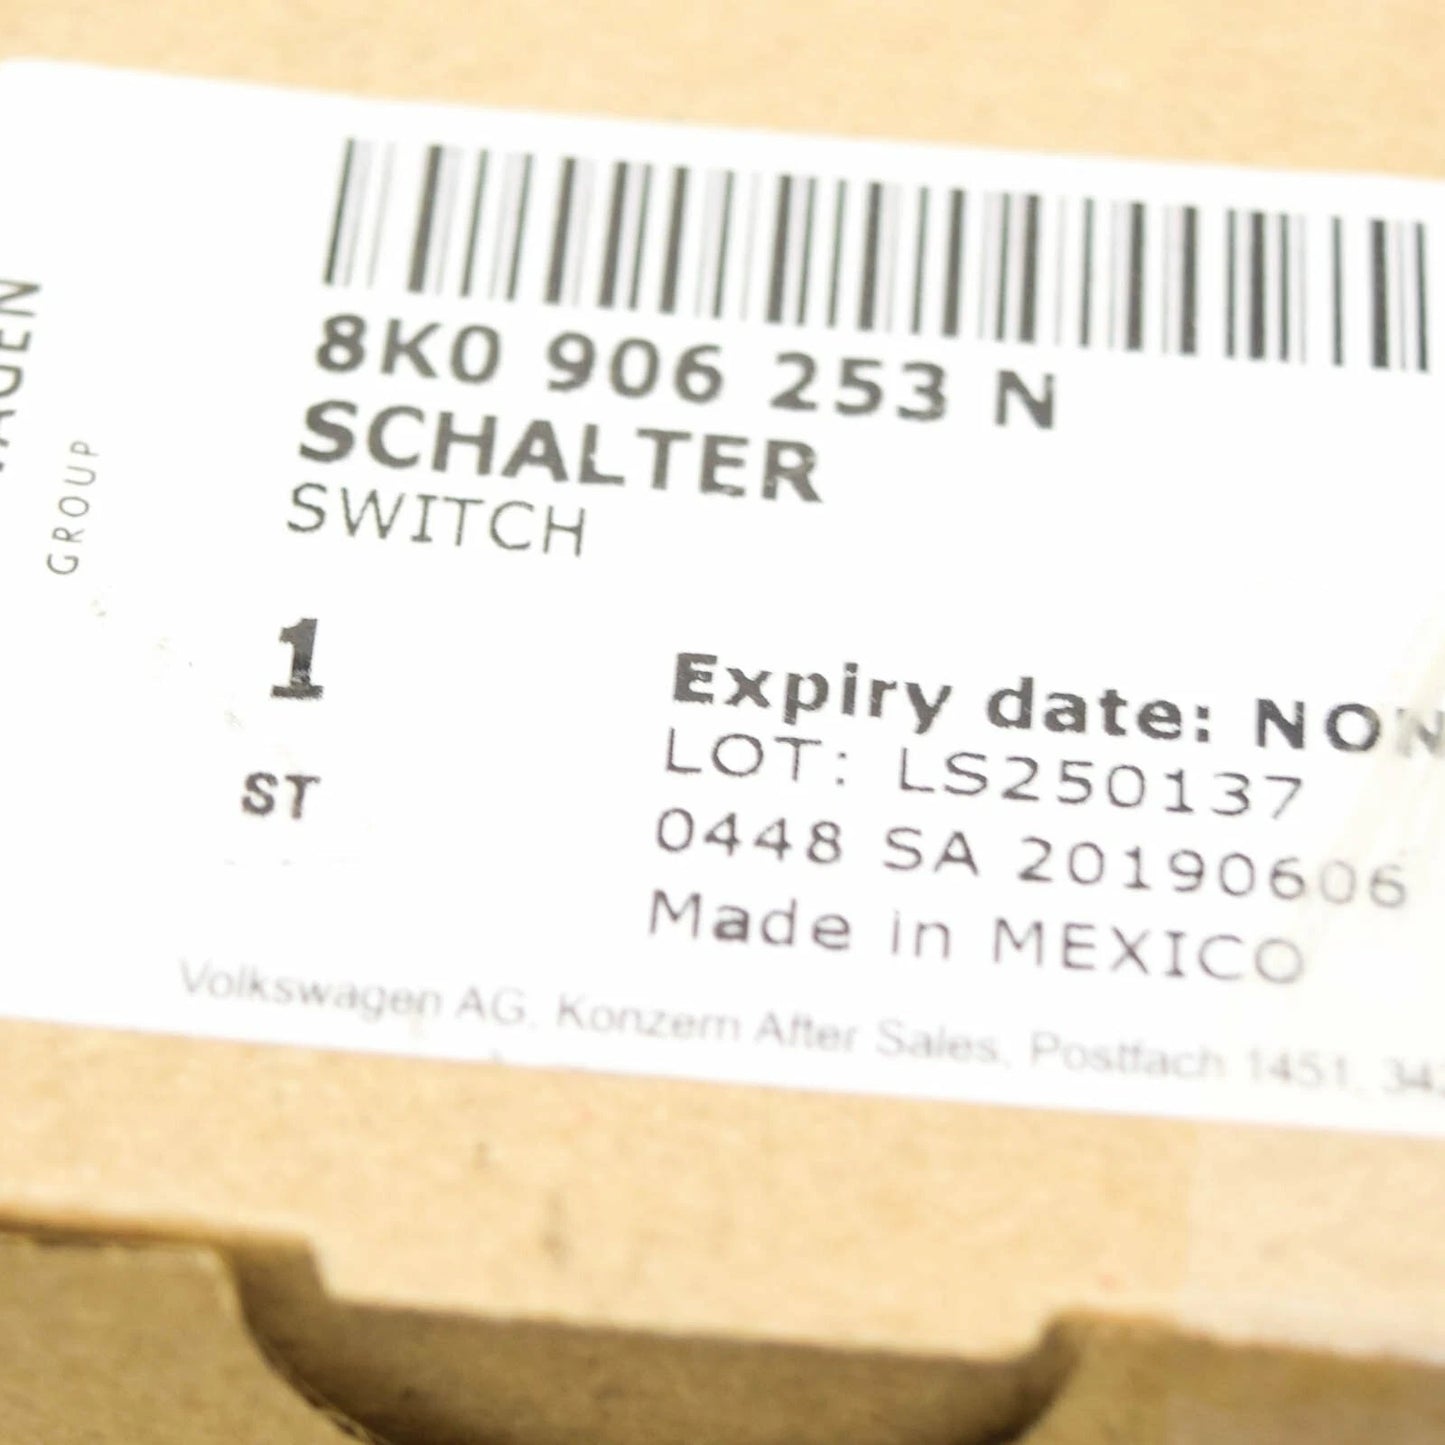 GROUP
8K0 906 253 N
SCHALTER
SWITCH
1
ST
Expiry date: NON
LOT: LS250137
0448 SA 20190606
Made in MEXICO
Volkswagen AG, Konzern After Sales, Postfach 1451,